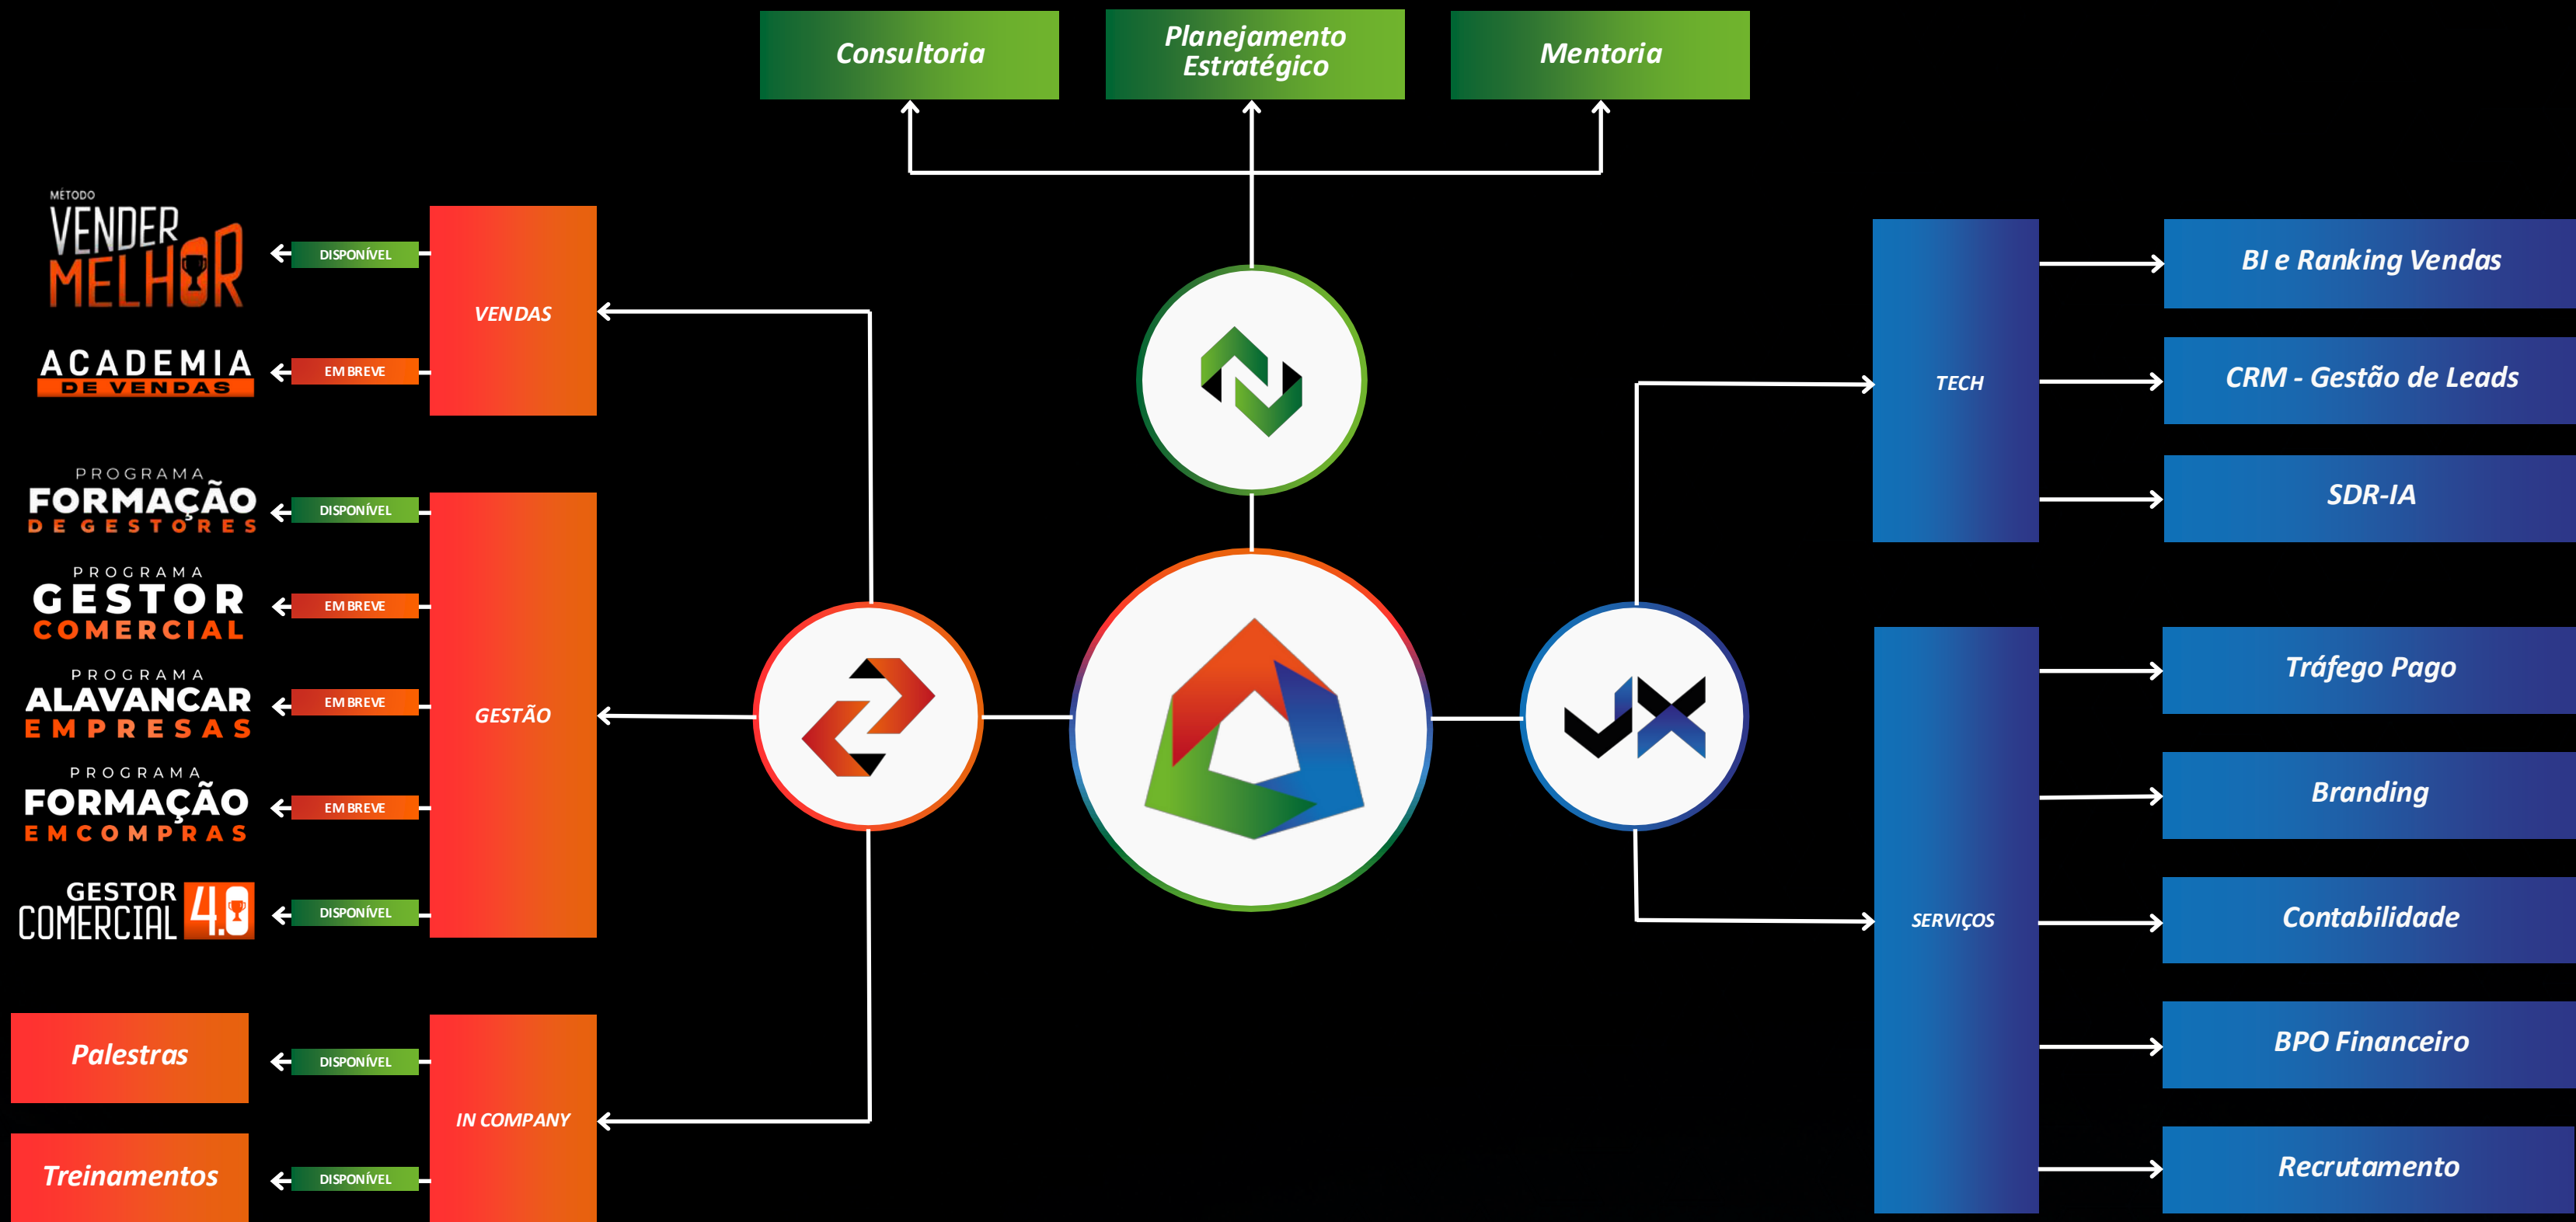 Consultoria
Planejamento
Estratégico
Mentoria
MÉTODO
VENDER
MELHOR
DISPONÍVEL
ACADEMIA
DE VENDAS
EM BREVE
VENDAS
PROGRAMA
FORMAÇÃO
DE GESTORES
DISPONÍVEL
PROGRAMA
GESTOR
COMERCIAL
EM BREVE
PROGRAMA
ALAVANCAR
EMPRESAS
EM BREVE
PROGRAMA
FORMAÇÃO
EM COMPRAS
EM BREVE
GESTOR
COMERCIAL 4.0
DISPONÍVEL
GESTÃO
Palestras
DISPONÍVEL
Treinamentos
DISPONÍVEL
IN COMPANY
JX
TECH
BI e Ranking Vendas
CRM - Gestão de Leads
SDR-IA
SERVIÇOS
Tráfego Pago
Branding
Contabilidade
BPO Financeiro
Recrutamento